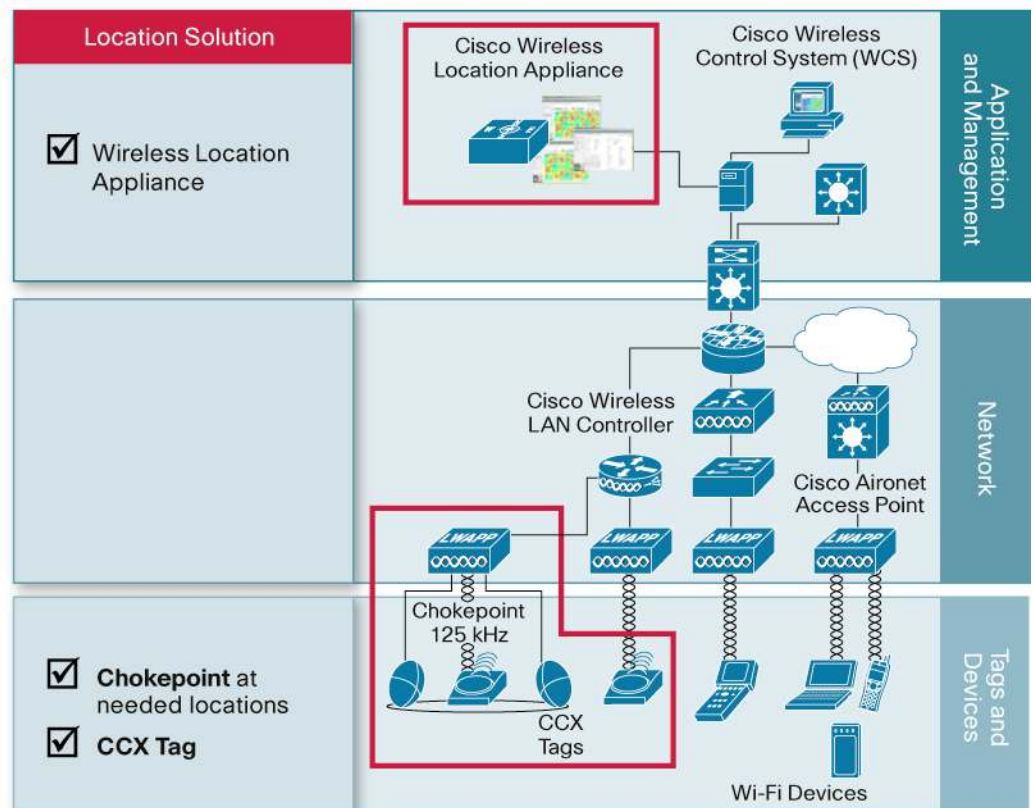 Location Solution
Wireless Location
Appliance
Cisco Wireless
Location Appliance
Cisco Wireless
Control System (WCS)
Application
and Management
Cisco Wireless
LAN Controller
Cisco Aironet
Access Point
LWAPP
LWAPP
LWAPP
LWAPP
Network
Chokepoint at
needed locations
CCX Tag
Chokepoint
125 kHz
CCX
Tags
Wi-Fi Devices
Tags and
Devices